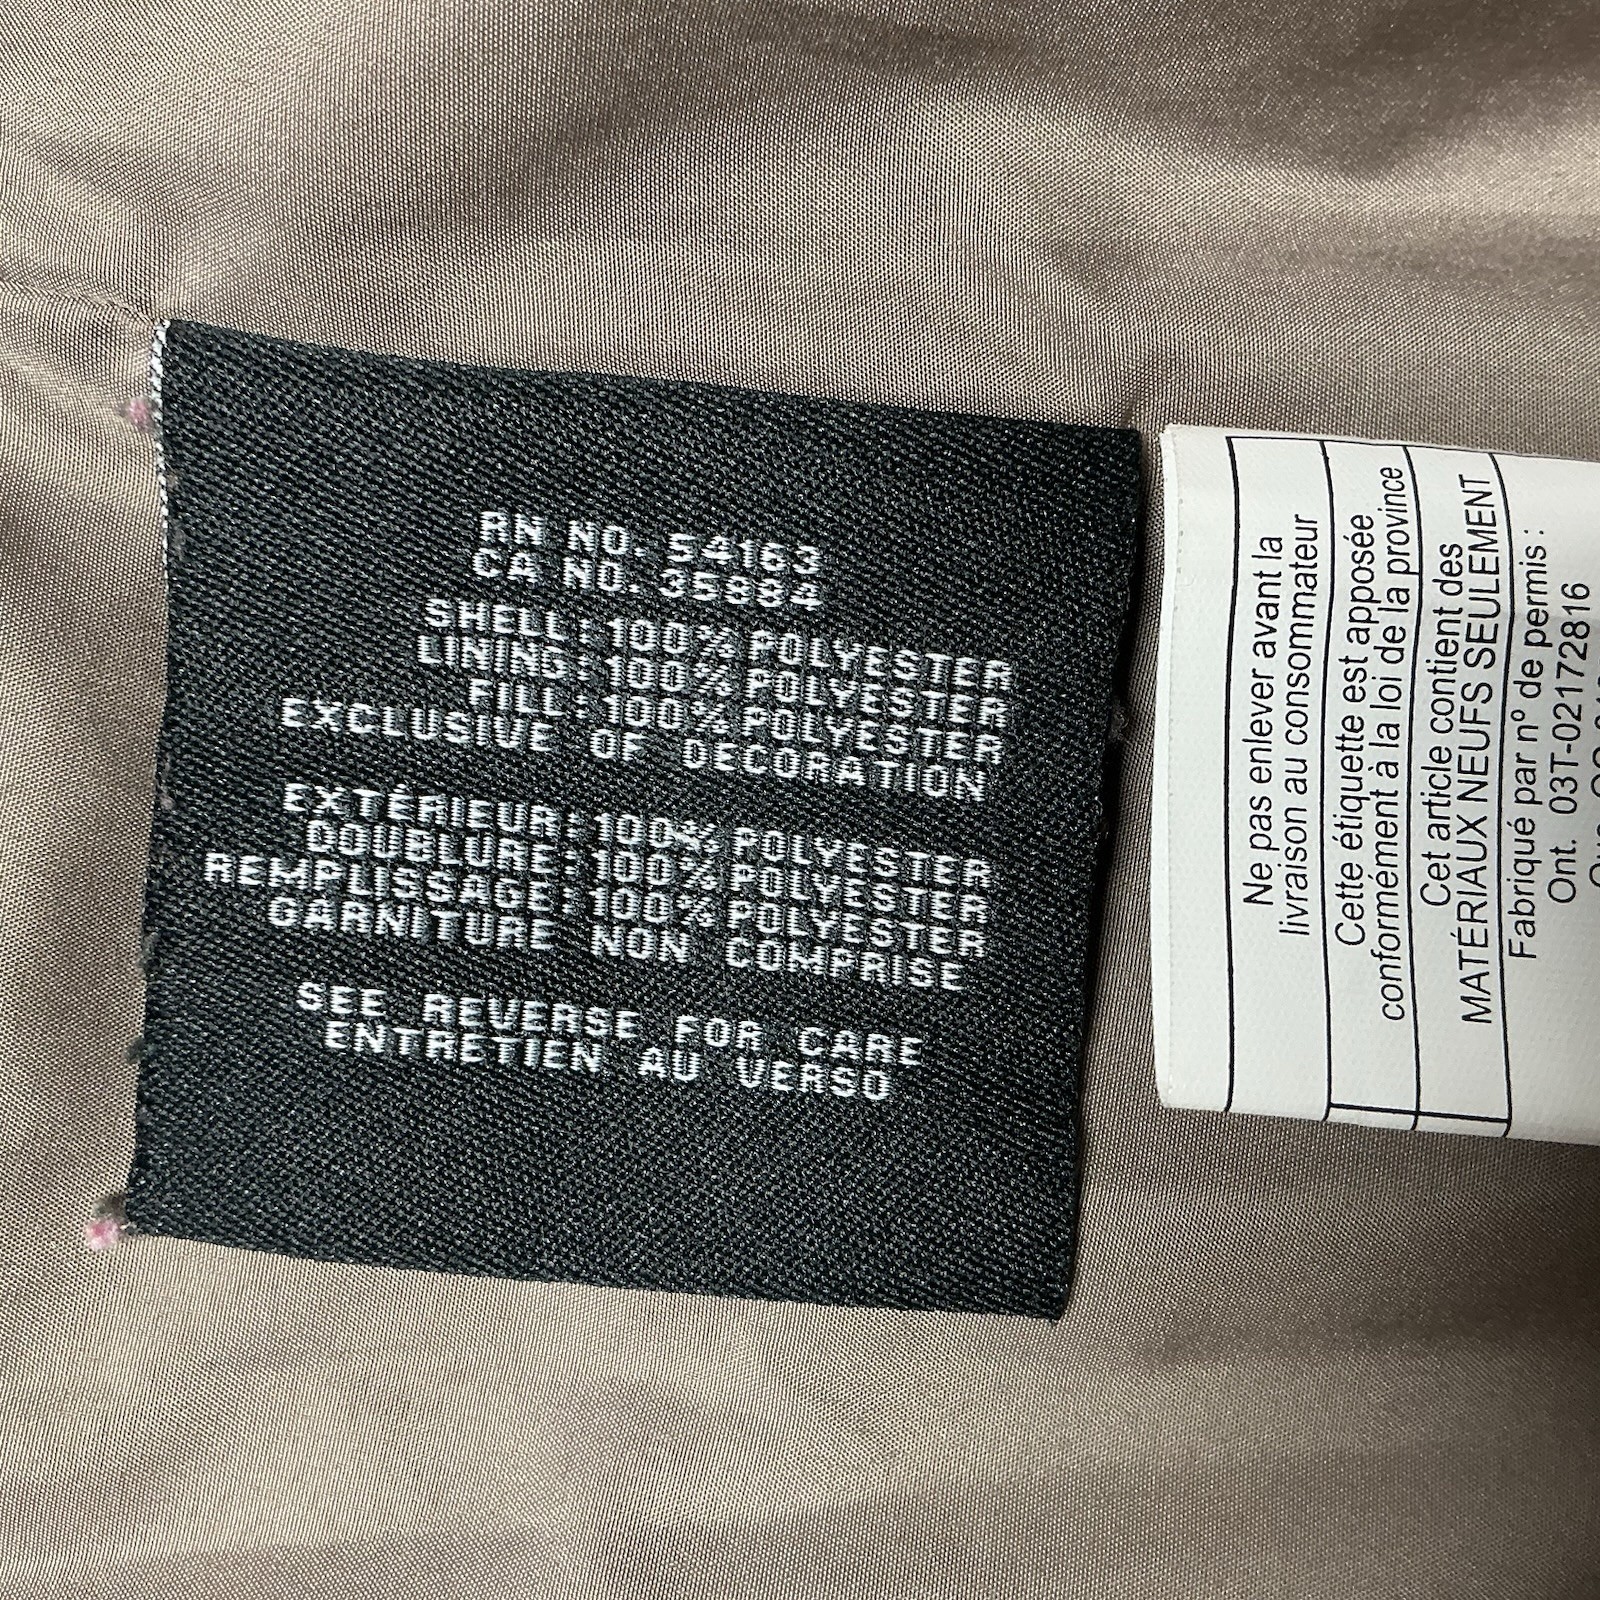 RN NO. 54163
CA NO. 35884
SHELL: 100% POLYESTER
LINING: 100% POLYESTER
FILL: 100% POLYESTER
EXCLUSIVE OF DECORATION
EXTÉRIEUR: 100% POLYESTER
DOUBLURE: 100% POLYESTER
REMPLISSAGE: 100% POLYESTER
GARNITURE NON COMPRISE
SEE REVERSE FOR CARE
ENTRETIEN AU VERSO
Ne pas enlever avant la
livraison au consommateur
Cette étiquette est apposée
conformément à la loi de la province
Cet article contient des
MATÉRIAUX NEUFS SEULEMENT
Fabriqué par nº de permis :
Ont. 03T-02172816